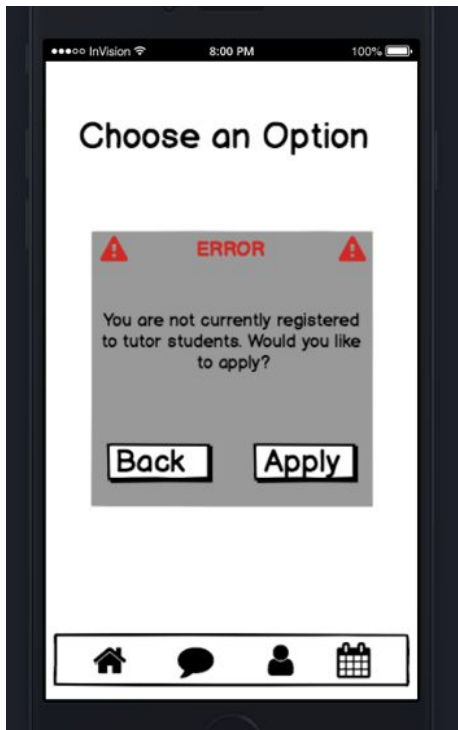 InVision 8:00 PM 100%
Choose an Option
ERROR
You are not currently registered
to tutor students. Would you like
to apply?
Back Apply